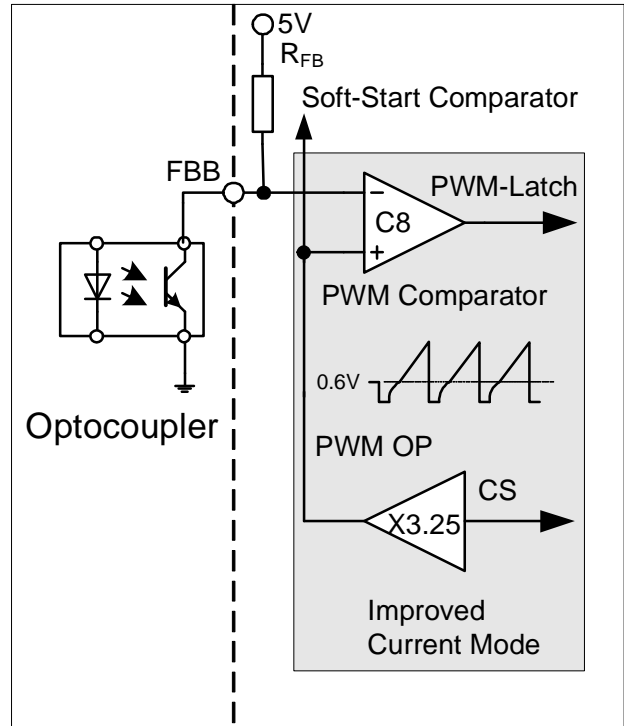 5V
RFB
Soft-Start Comparator
FBB
PWM-Latch
−
C8
+
PWM Comparator
0.6V
Optocoupler
PWM OP
CS
X3.25
Improved
Current Mode